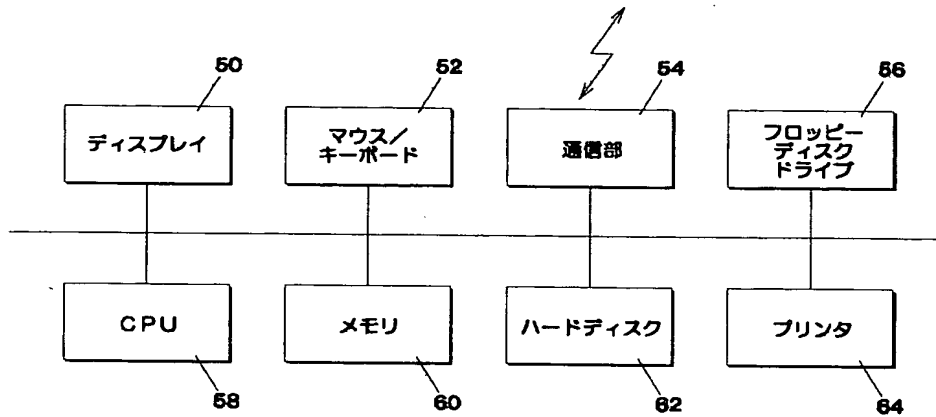 50
52
54
56
ディスプレイ
マウス/
キーボード
通信部
フロッピー
ディスク
ドライブ
CPU
メモリ
ハードディスク
プリンタ
58
60
62
64